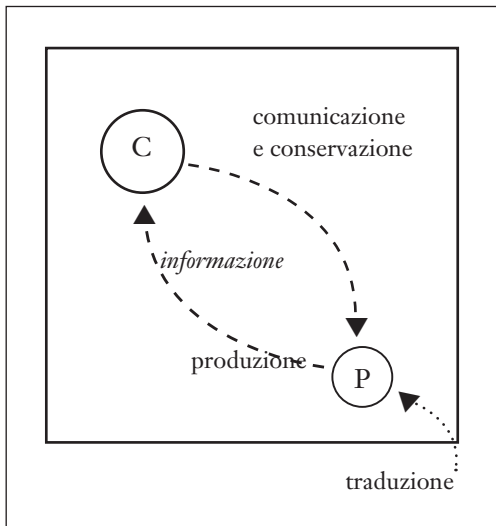 comunicazione
C
e conservazione
informazione
produzione
P
traduzione